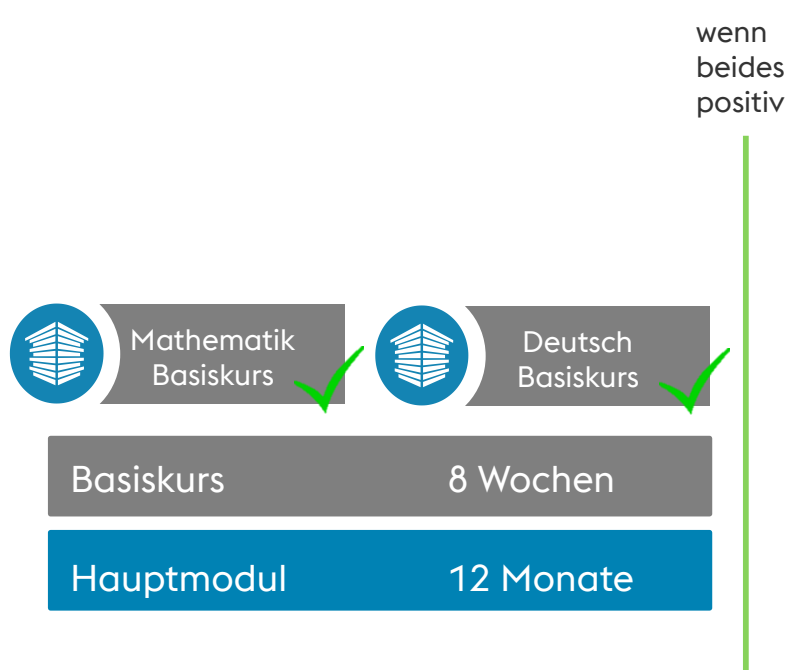 wenn
beides
positiv
Mathematik
Basiskurs
Deutsch
Basiskurs
Basiskurs 8 Wochen
Hauptmodul 12 Monate